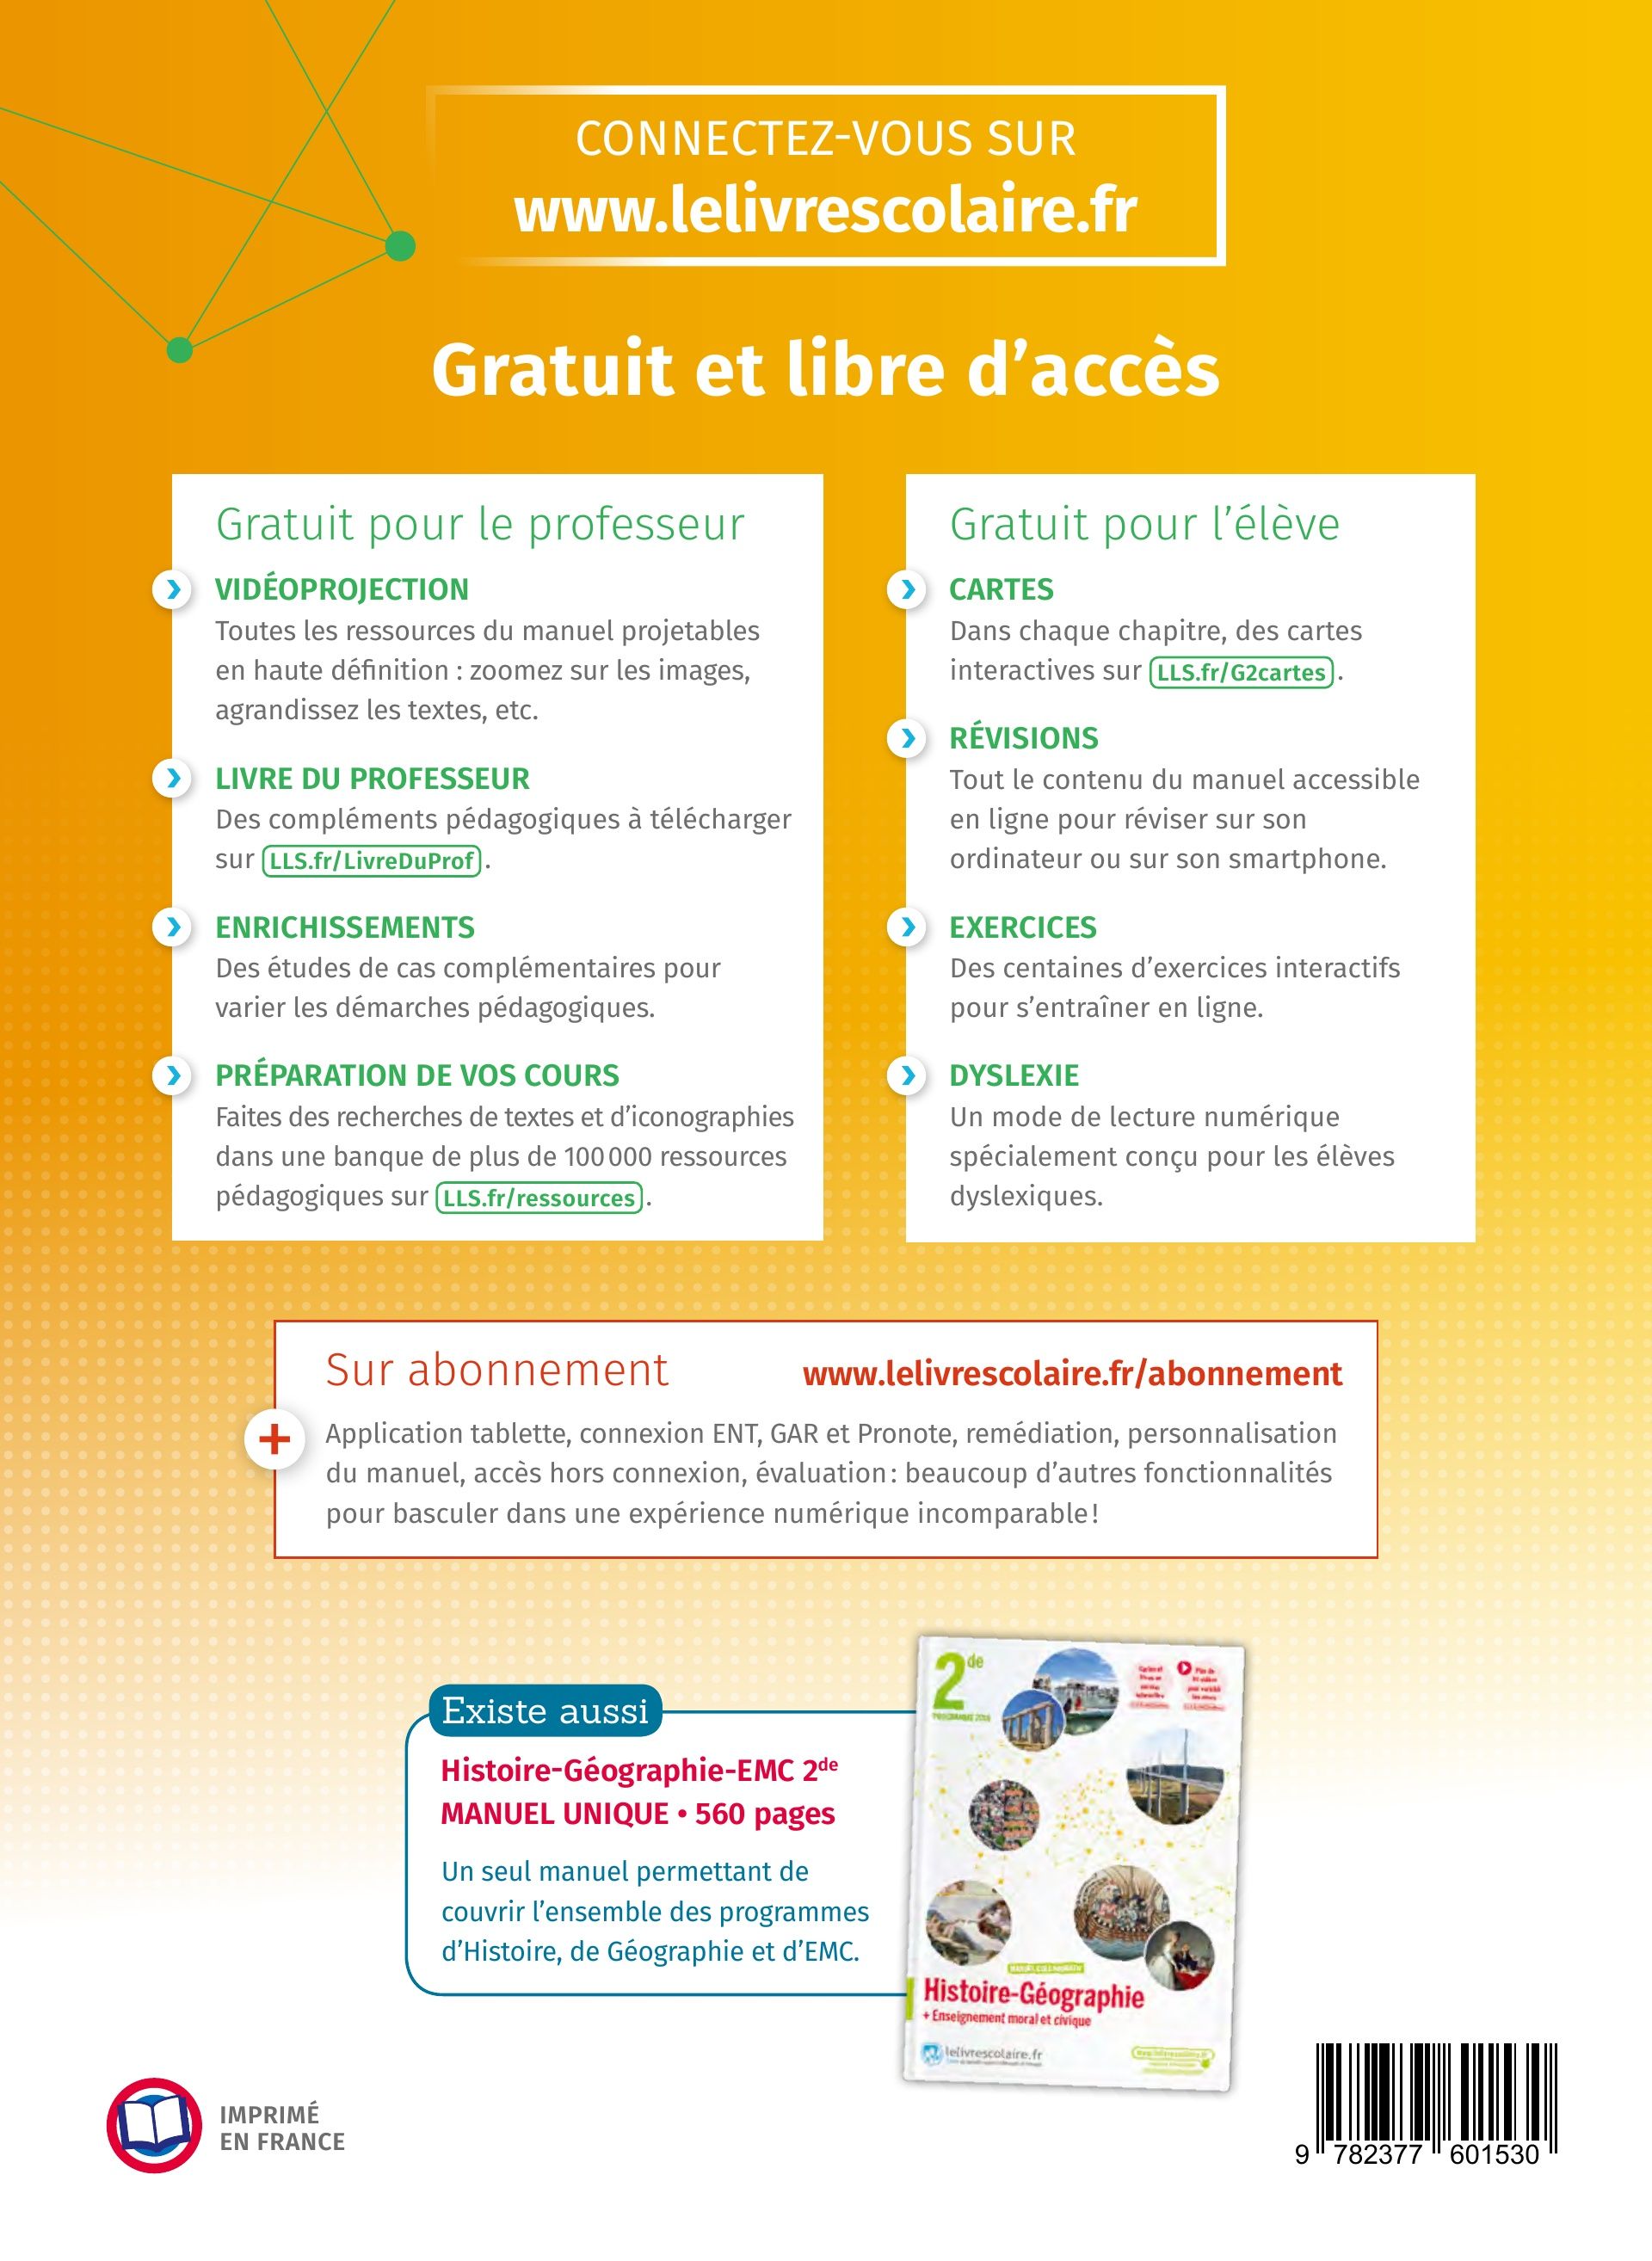 CONNECTEZ-VOUS SUR
www.lelivrescolaire.fr
Gratuit et libre d’accès
Gratuit pour le professeur
VIDÉOPROJECTION
Toutes les ressources du manuel projetables
en haute définition : zoomez sur les images,
agrandissez les textes, etc.
LIVRE DU PROFESSEUR
Des compléments pédagogiques à télécharger
sur LLS.fr/LivreDuProf .
ENRICHISSEMENTS
Des études de cas complémentaires pour
varier les démarches pédagogiques.
PRÉPARATION DE VOS COURS
Faites des recherches de textes et d’iconographies
dans une banque de plus de 100 000 ressources
pédagogiques sur LLS.fr/ressources .
Gratuit pour l’élève
CARTES
Dans chaque chapitre, des cartes
interactives sur LLS.fr/G2cartes .
RÉVISIONS
Tout le contenu du manuel accessible
en ligne pour réviser sur son
ordinateur ou sur son smartphone.
EXERCICES
Des centaines d’exercices interactifs
pour s’entraîner en ligne.
DYSLEXIE
Un mode de lecture numérique
spécialement conçu pour les élèves
dyslexiques.
Sur abonnement
www.lelivrescolaire.fr/abonnement
Application tablette, connexion ENT, GAR et Pronote, remédiation, personnalisation
du manuel, accès hors connexion, évaluation : beaucoup d’autres fonctionnalités
pour basculer dans une expérience numérique incomparable !
Existe aussi
Histoire-Géographie-EMC 2de
MANUEL UNIQUE • 560 pages
Un seul manuel permettant de
couvrir l’ensemble des programmes
d’Histoire, de Géographie et d’EMC.
2de
Histoire-Géographie
+ Enseignement moral et civique
lelivrescolaire.fr
IMPRIMÉ
EN FRANCE
9 782377 601530